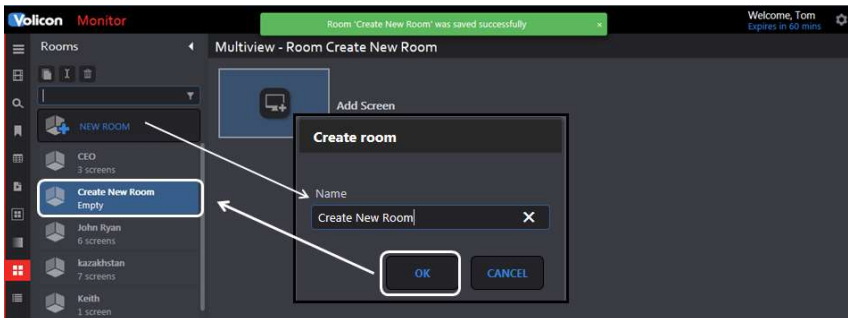 Volicon Monitor
Room 'Create New Room' was saved successfully ×
Welcome, Tom
Expires in 60 mins
Rooms
Multiview - Room Create New Room
NEW ROOM
CEO
3 screens
Create New Room
Empty
John Ryan
6 screens
kazakhstan
7 screens
Keith
1 screen
Add Screen
Create room
Name
Create New Room
OK
CANCEL